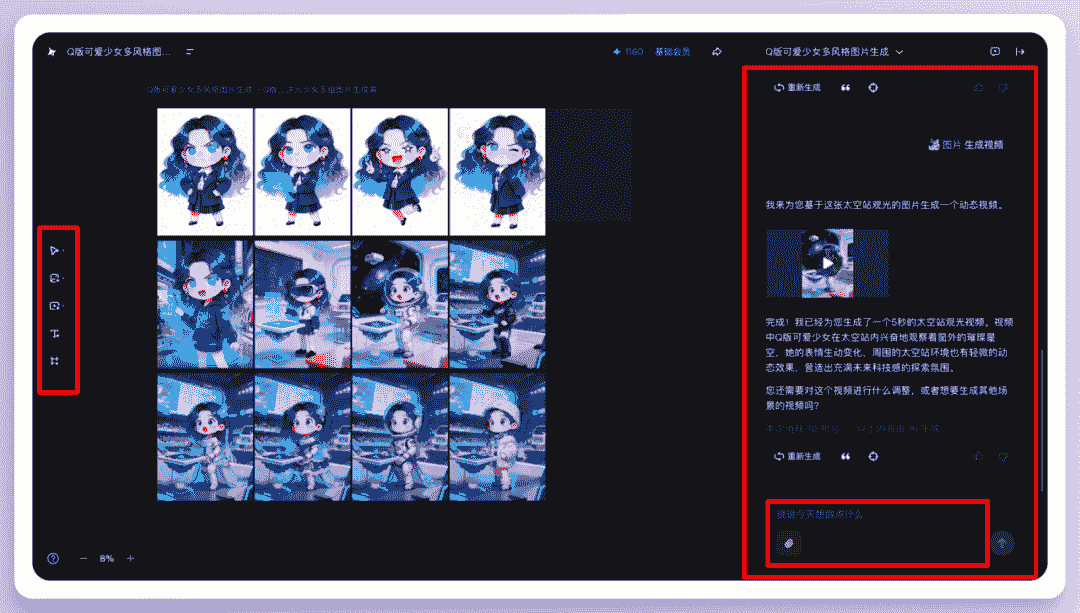 Q版可爱少女多风格图...
1160 基础会员
Q版可爱少女多风格图片生成
重新生成
图片 生成视频
我来为您基于这张太空站观光的图片生成一个动态视频。
完成！我已经为您生成了一个5秒的太空站观光视频。视频
中Q版可爱少女在太空站内兴奋地观察着窗外的璀璨星
空，她的表情生动变化，周围的太空站环境也有轻微的动
态效果，营造出充满未来科技感的探索氛围。
您还需要对这个视频进行什么调整，或者想要生成其他场
景的视频吗？
重新生成
说说今天想做点什么
8%